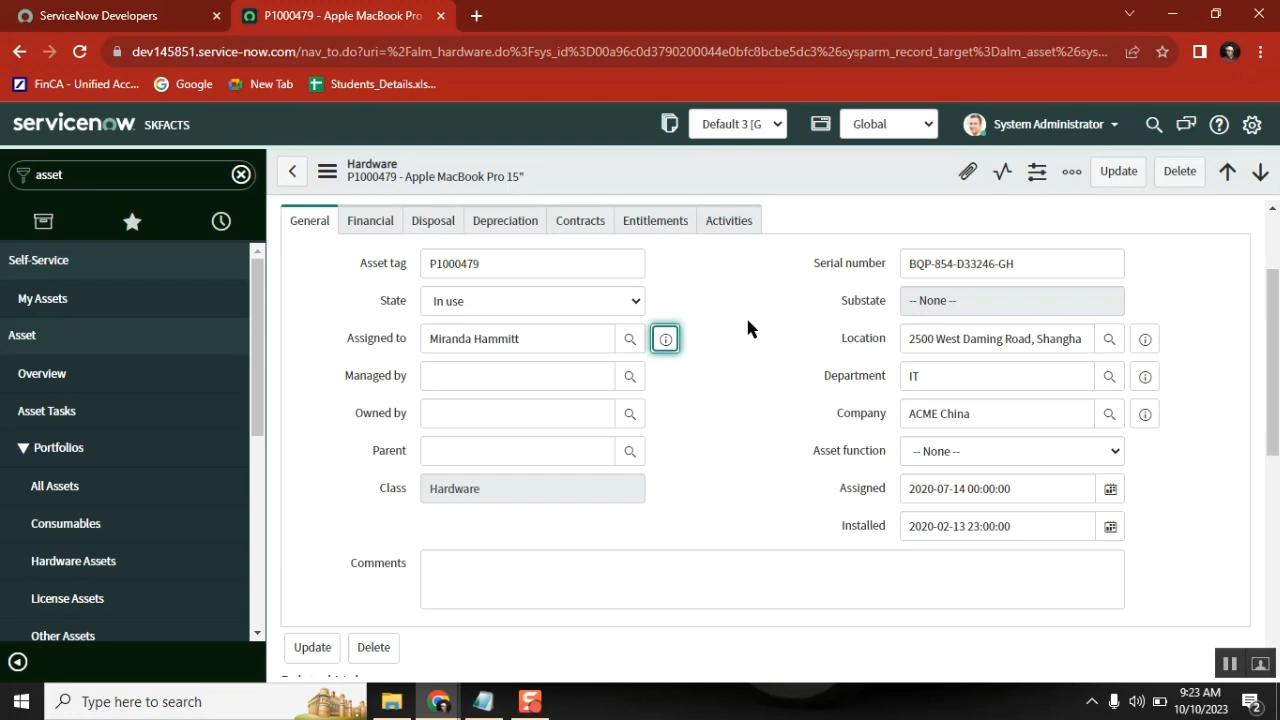 ServiceNow Developers
P1000479 - Apple MacBook Pro
dev145851.service-now.com/nav_to.do?uri=%2Falm_hardware.do%3Fsys_id%3D00a96c0d3790200044e0bfc8bcbe5dc3%26sysparm_record_target%3Dalm_asset%26sys...
FinCA - Unified Acc... Google New Tab Students_Details.xls...
servicenow SKFACTS Default 3 [G Global System Administrator
asset
Hardware
P1000479 - Apple MacBook Pro 15"
Update Delete
General Financial Disposal Depreciation Contracts Entitlements Activities
Self-Service
My Assets
Asset
Overview
Asset Tasks
Portfolios
All Assets
Consumables
Hardware Assets
License Assets
Other Assets
Asset tag P1000479
State In use
Assigned to Miranda Hammitt
Managed by
Owned by
Parent
Class Hardware
Serial number BQP-854-D33246-GH
Substate -- None --
Location 2500 West Daming Road, Shangha
Department IT
Company ACME China
Asset function -- None --
Assigned 2020-07-14 00:00:00
Installed 2020-02-13 23:00:00
Comments
Update Delete
Type here to search
9:23 AM
10/10/2023
2